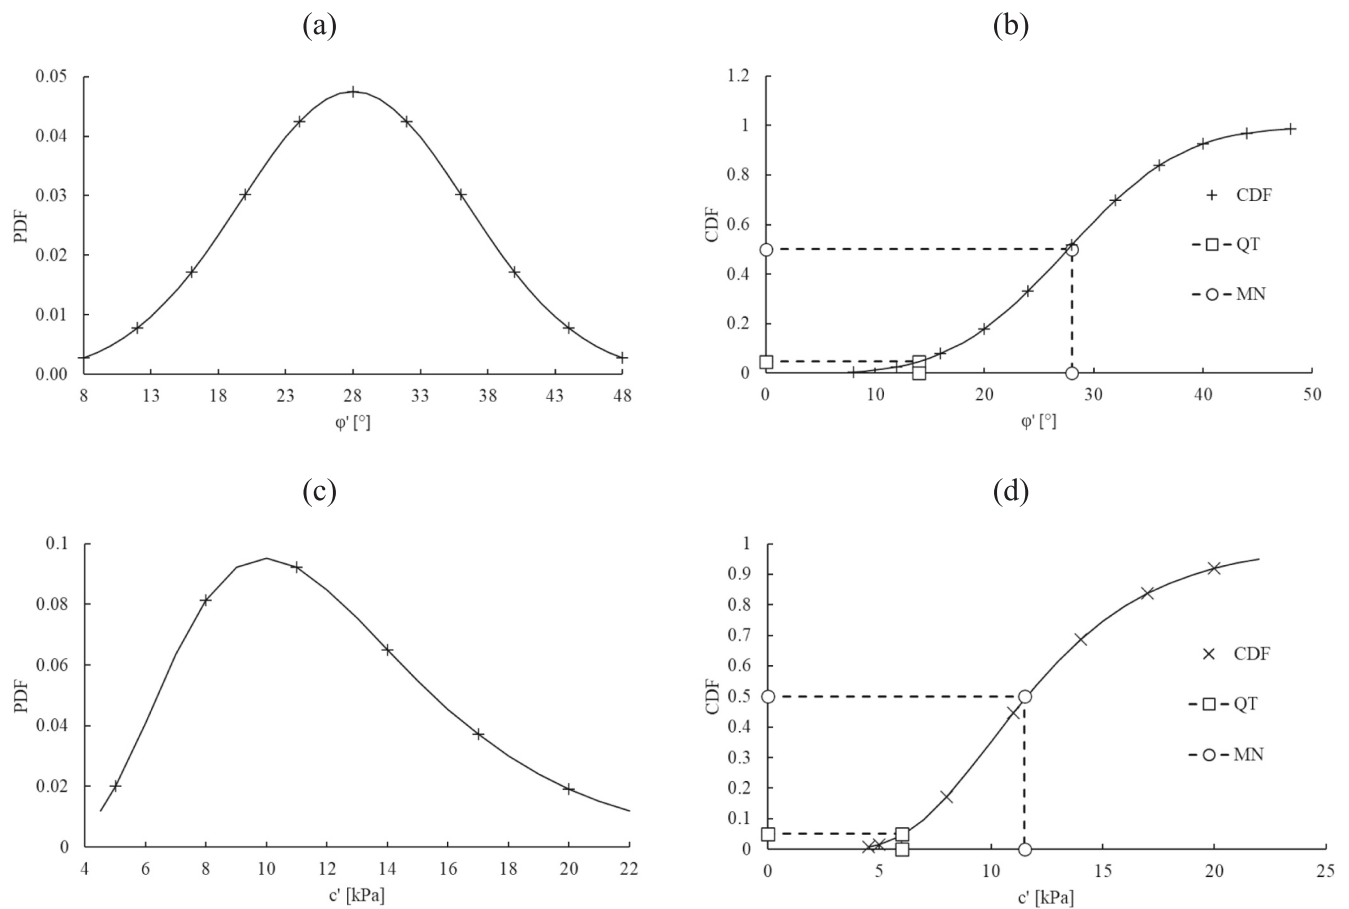 (a)
0.05
0.04
0.03
0.02
0.01
0.00
PDF
8 13 18 23 28 33 38 43 48
φ' [°]
(b)
1.2
1
0.8
0.6
0.4
0.2
0
CDF
0 10 20 30 40 50
φ' [°]
CDF
QT
MN
(c)
0.1
0.08
0.06
0.04
0.02
0
PDF
4 6 8 10 12 14 16 18 20 22
c' [kPa]
(d)
1
0.9
0.8
0.7
0.6
0.5
0.4
0.3
0.2
0.1
0
CDF
0 5 10 15 20 25
c' [kPa]
CDF
QT
MN